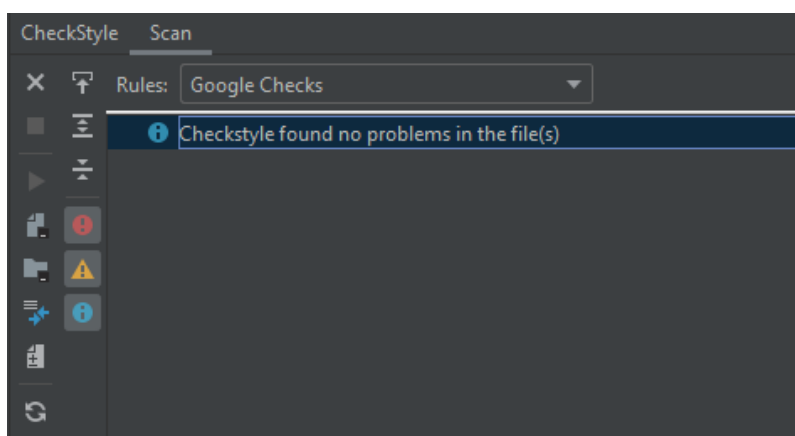 CheckStyle Scan
Rules: Google Checks
Checkstyle found no problems in the file(s)